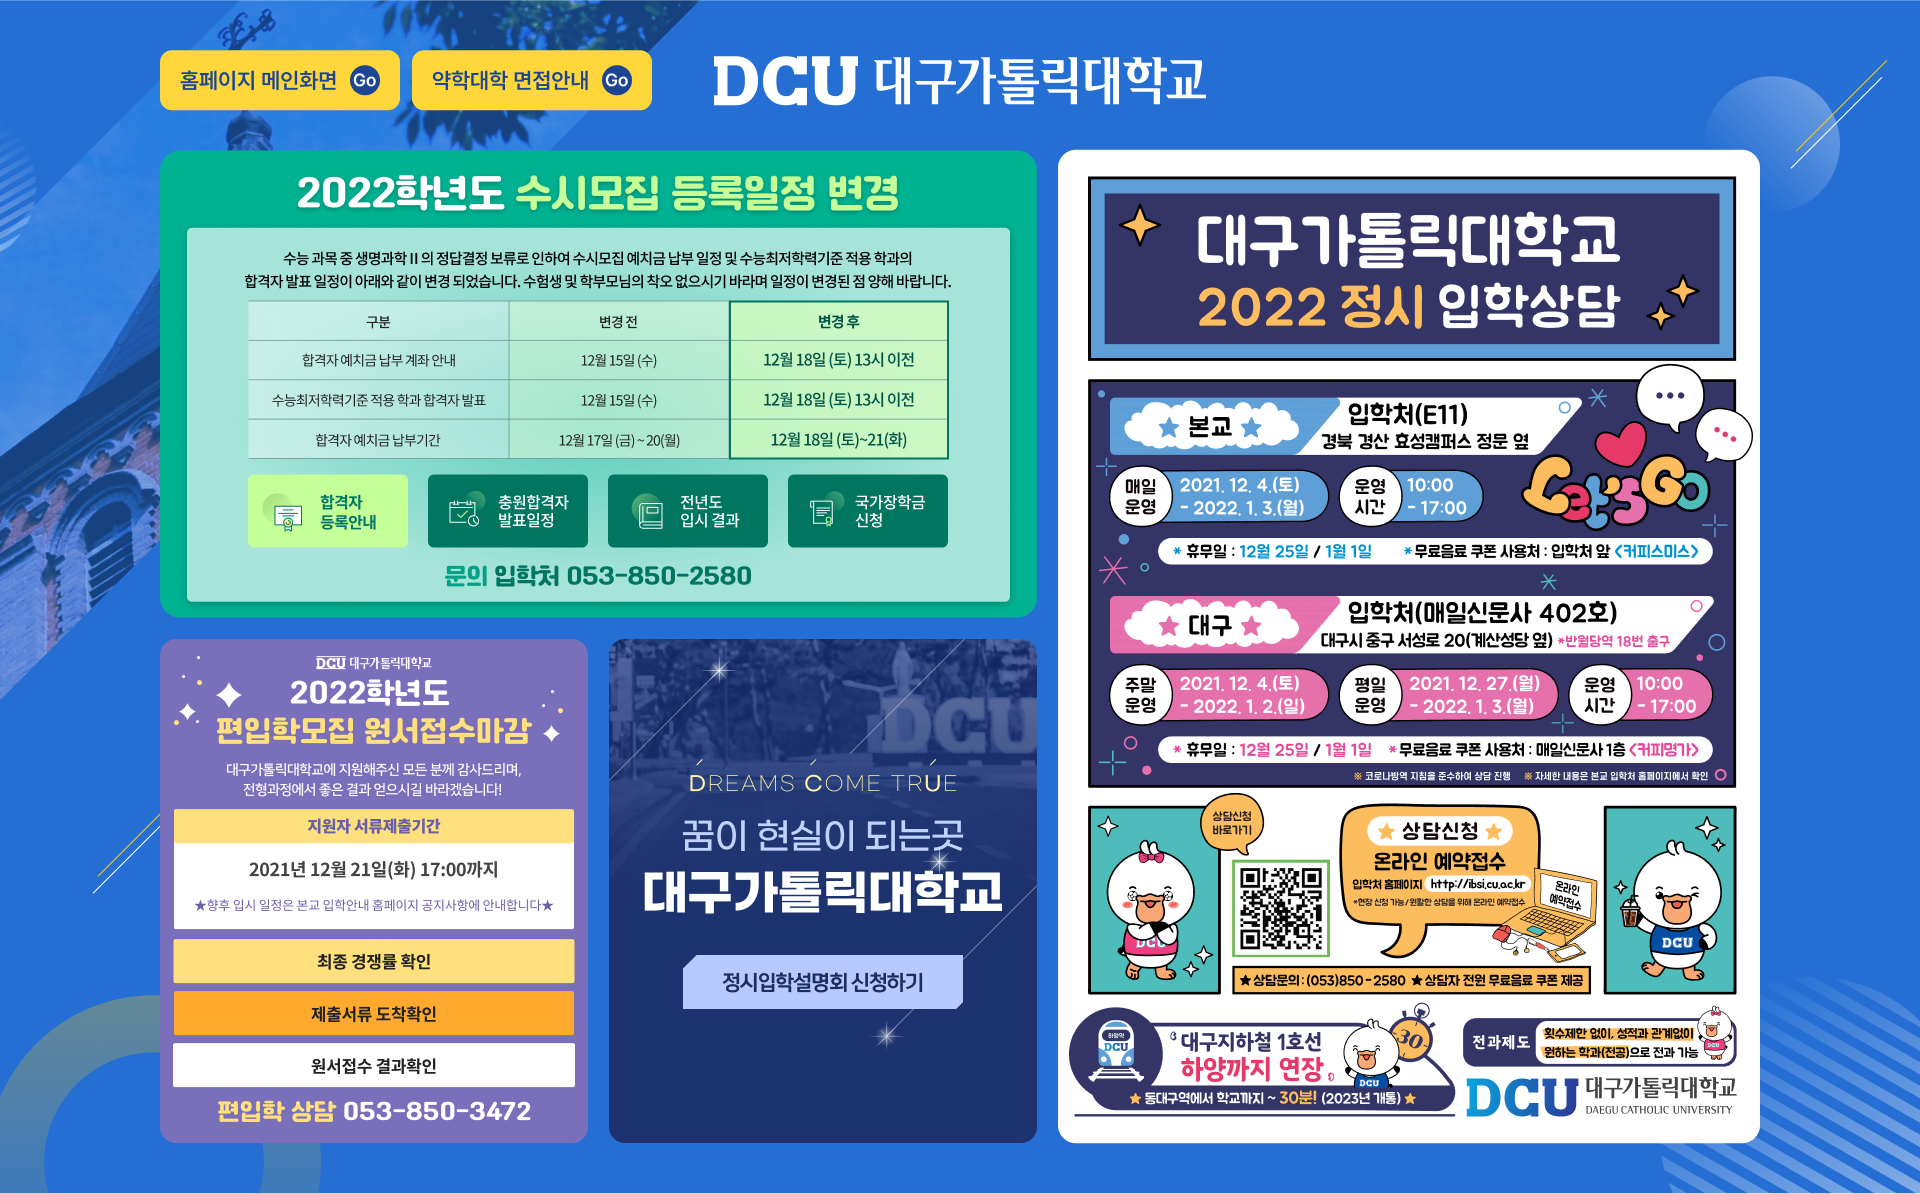 홈페이지 메인화면 Go
약학대학 면접안내 Go
DCU 대구가톨릭대학교
2022학년도 수시모집 등록일정 변경
수능 과목 중 생명과학 II 의 정답결정 보류로 인하여 수시모집 예치금 납부 일정 및 수능최저학력기준 적용 학과의
합격자 발표 일정이 아래와 같이 변경 되었습니다. 수험생 및 학부모님의 착오 없으시기 바라며 일정이 변경된 점 양해 바랍니다.
구분 변경 전 변경 후
합격자 예치금 납부 계좌 안내 12월 15일 (수) 12월 18일 (토) 13시 이전
수능최저학력기준 적용 학과 합격자 발표 12월 15일 (수) 12월 18일 (토) 13시 이전
합격자 예치금 납부기간 12월 17일 (금) ~ 20(월) 12월 18일 (토)~21(화)
합격자
등록안내
충원합격자
발표일정
전년도
입시 결과
국가장학금
신청
문의 입학처 053-850-2580
DCU 대구가톨릭대학교
2022학년도
편입학모집 원서접수마감
대구가톨릭대학교에 지원해주신 모든 분께 감사드리며,
전형과정에서 좋은 결과 얻으시길 바라겠습니다!
지원자 서류제출기간
2021년 12월 21일(화) 17:00까지
★향후 입시 일정은 본교 입학안내 홈페이지 공지사항에 안내합니다★
최종 경쟁률 확인
제출서류 도착확인
원서접수 결과확인
편입학 상담 053-850-3472
DCU
DREAMS COME TRUE
꿈이 현실이 되는곳
대구가톨릭대학교
정시입학설명회 신청하기
대구가톨릭대학교
2022 정시 입학상담
★ 본교 ★
입학처(E11)
경북 경산 효성캠퍼스 정문 옆
Let's Go
매일
운영
2021. 12. 4.(토)
- 2022. 1. 3.(월)
운영
시간
10:00
- 17:00
* 휴무일 : 12월 25일 / 1월 1일 * 무료음료 쿠폰 사용처 : 입학처 앞 <커피스미스>
★ 대구 ★
입학처(매일신문사 402호)
대구시 중구 서성로 20(계산성당 옆) *반월당역 18번 출구
주말
운영
2021. 12. 4.(토)
- 2022. 1. 2.(일)
평일
운영
2021. 12. 27.(월)
- 2022. 1. 3.(월)
운영
시간
10:00
- 17:00
* 휴무일 : 12월 25일 / 1월 1일 * 무료음료 쿠폰 사용처 : 매일신문사 1층 <커피명가>
※ 코로나방역 지침을 준수하여 상담 진행 ※ 자세한 내용은 본교 입학처 홈페이지에서 확인
상담신청
바로가기
★ 상담신청 ★
온라인 예약접수
입학처 홈페이지 http://ibsi.cu.ac.kr
*현장 신청 가능 / 원활한 상담을 위해 온라인 예약접수
온라인
예약접수
DCU
DCU
★ 상담문의 : (053)850-2580 ★ 상담자 전원 무료음료 쿠폰 제공
하양역
DCU
대구지하철 1호선
하양까지 연장
30
DCU
★ 동대구역에서 학교까지 ~ 30분! (2023년 개통) ★
전과제도
횟수제한 없이, 성적과 관계없이
원하는 학과(전공)으로 전과 가능
DCU
DCU 대구가톨릭대학교
DAEGU CATHOLIC UNIVERSITY